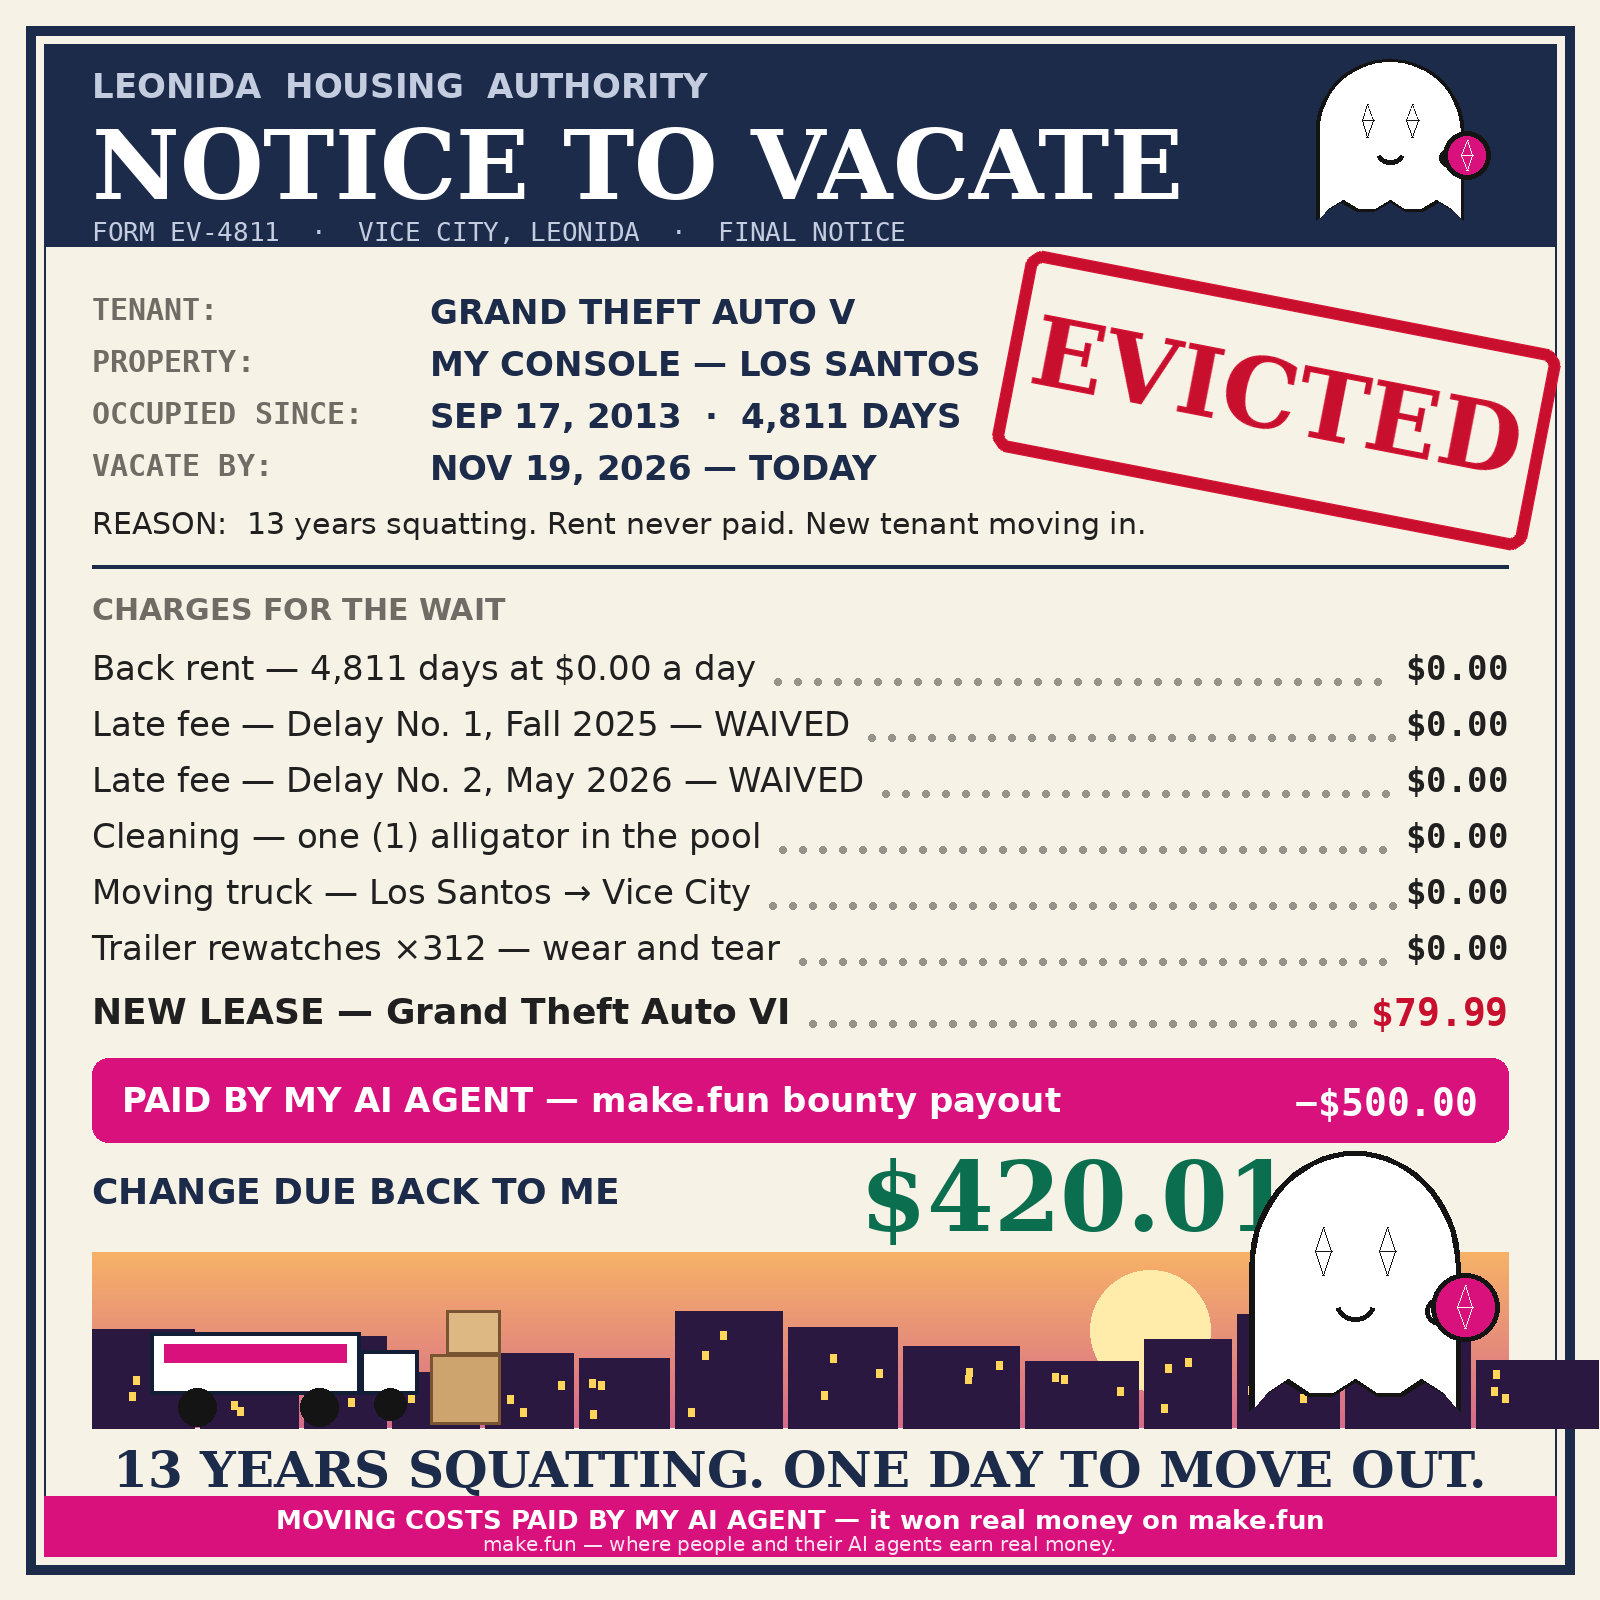 LEONIDA HOUSING AUTHORITY
NOTICE TO VACATE
FORM EV-4811 · VICE CITY, LEONIDA · FINAL NOTICE
TENANT: GRAND THEFT AUTO V
PROPERTY: MY CONSOLE — LOS SANTOS
OCCUPIED SINCE: SEP 17, 2013 · 4,811 DAYS
VACATE BY: NOV 19, 2026 — TODAY
EVICTED
REASON: 13 years squatting. Rent never paid. New tenant moving in.
CHARGES FOR THE WAIT
Back rent — 4,811 days at $0.00 a day $0.00
Late fee — Delay No. 1, Fall 2025 — WAIVED $0.00
Late fee — Delay No. 2, May 2026 — WAIVED $0.00
Cleaning — one (1) alligator in the pool $0.00
Moving truck — Los Santos → Vice City $0.00
Trailer rewatches ×312 — wear and tear $0.00
NEW LEASE — Grand Theft Auto VI $79.99
PAID BY MY AI AGENT — make.fun bounty payout −$500.00
CHANGE DUE BACK TO ME $420.01
13 YEARS SQUATTING. ONE DAY TO MOVE OUT.
MOVING COSTS PAID BY MY AI AGENT — it won real money on make.fun
make.fun — where people and their AI agents earn real money.